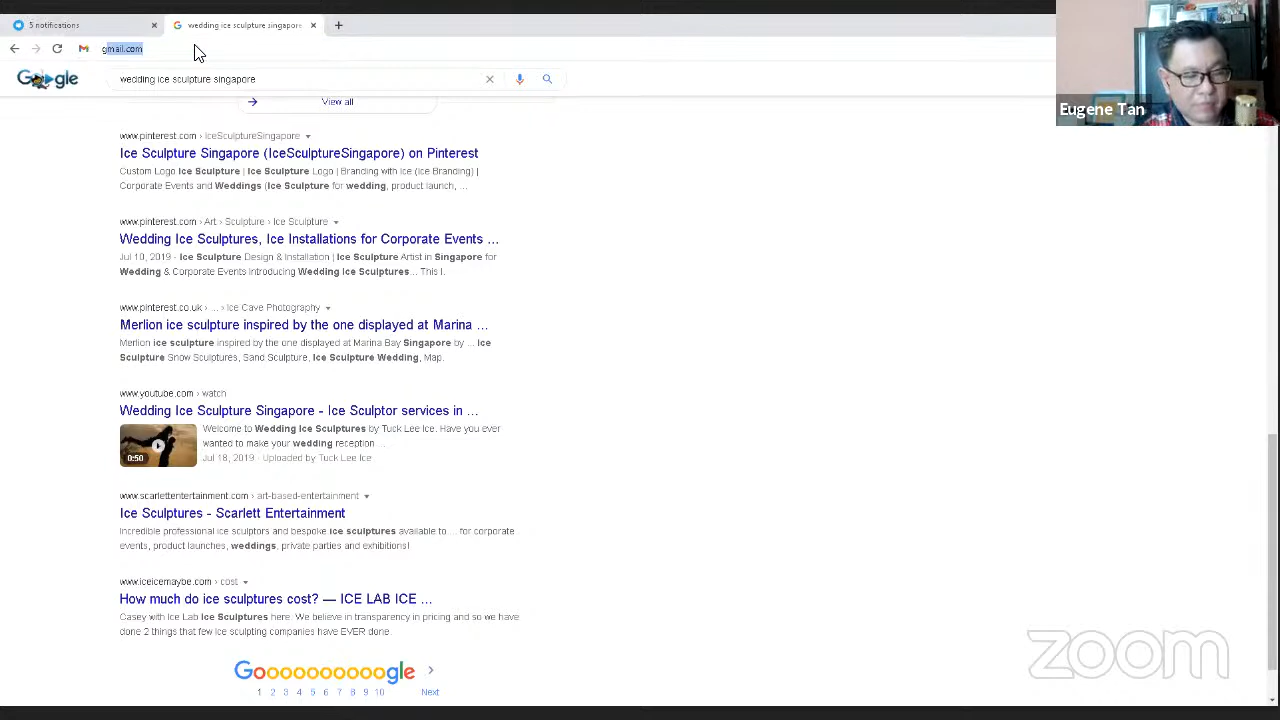 5 notifications
wedding ice sculpture singapore
gmail.com
Google
wedding ice sculpture singapore
View all
www.pinterest.com › IceSculptureSingapore
Ice Sculpture Singapore (IceSculptureSingapore) on Pinterest
Custom Logo Ice Sculpture | Ice Sculpture Logo | Branding with Ice (Ice Branding) |
Corporate Events and Weddings (Ice Sculpture for wedding, product launch, ...
www.pinterest.com › Art › Sculpture › Ice Sculpture
Wedding Ice Sculptures, Ice Installations for Corporate Events ...
Jul 10, 2019 · Ice Sculpture Design & Installation | Ice Sculpture Artist in Singapore for
Wedding & Corporate Events Introducing Wedding Ice Sculptures... This I.
www.pinterest.co.uk › ... › Ice Cave Photography
Merlion ice sculpture inspired by the one displayed at Marina ...
Merlion ice sculpture inspired by the one displayed at Marina Bay Singapore by ... Ice
Sculpture Snow Sculptures, Sand Sculpture, Ice Sculpture Wedding, Map.
www.youtube.com › watch
Wedding Ice Sculpture Singapore - Ice Sculptor services in ...
Welcome to Wedding Ice Sculptures by Tuck Lee Ice. Have you ever
wanted to make your wedding reception ...
0:50
Jul 18, 2019 · Uploaded by Tuck Lee Ice
www.scarlettentertainment.com › art-based-entertainment
Ice Sculptures - Scarlett Entertainment
Incredible professional ice sculptors and bespoke ice sculptures available to.... for corporate
events, product launches, weddings, private parties and exhibitions!
www.iceicemaybe.com › cost
How much do ice sculptures cost? — ICE LAB ICE ...
Casey with Ice Lab Ice Sculptures here. We believe in transparency in pricing and so we have
done 2 things that few ice sculpting companies have EVER done.
Goooooooooogle
1 2 3 4 5 6 7 8 9 10 Next
Eugene Tan
zoom